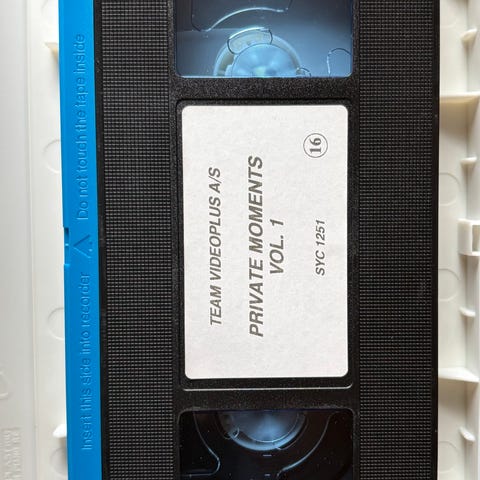 Insert this side into recorder
Do not touch the tape inside
TEAM VIDEOPLUS A/S
PRIVATE MOMENTS
VOL. 1
SYC 1251
16